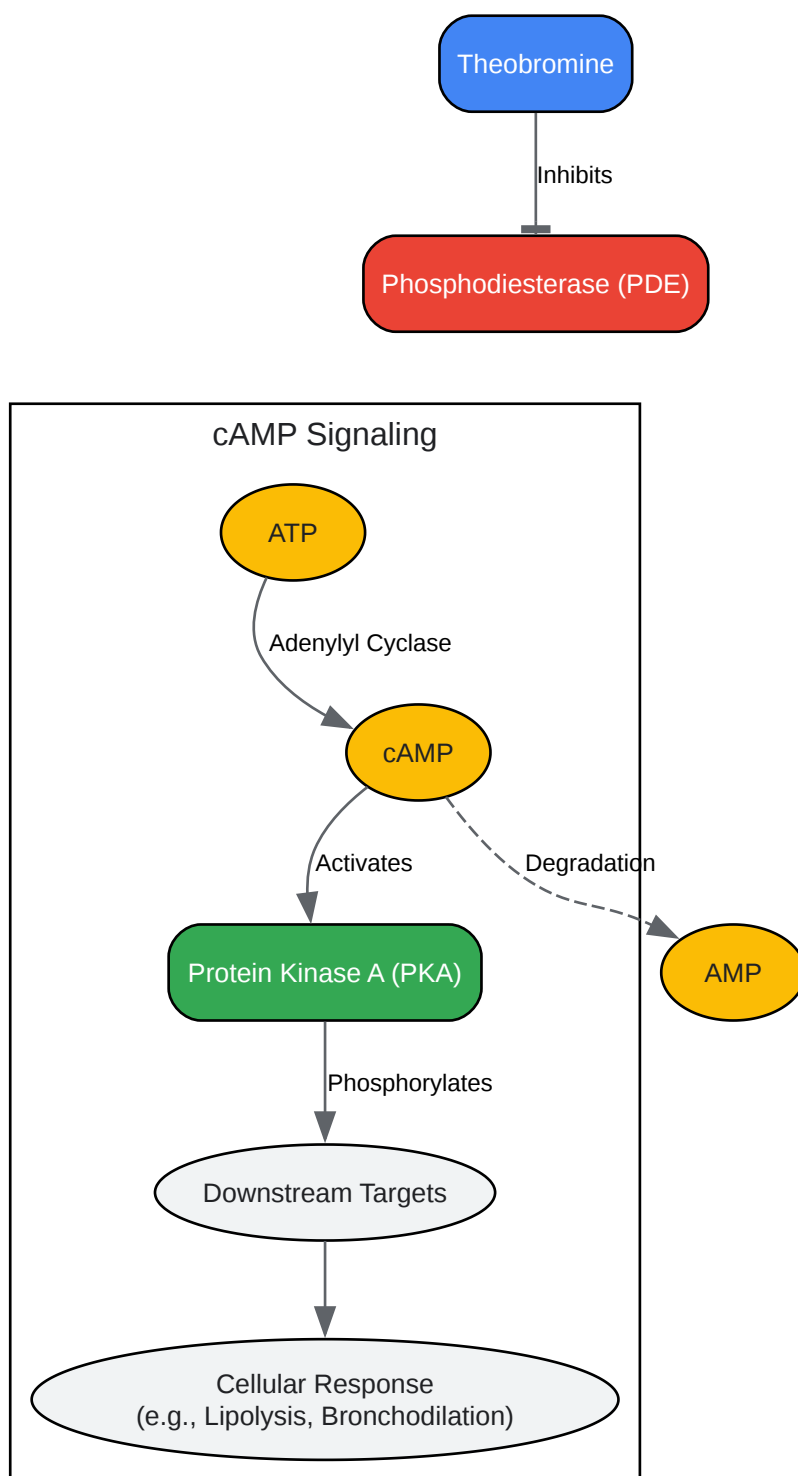 Theobromine
Inhibits
Phosphodiesterase (PDE)
cAMP Signaling
ATP
Adenylyl Cyclase
cAMP
Activates
Degradation
Protein Kinase A (PKA)
AMP
Phosphorylates
Downstream Targets
Cellular Response
(e.g., Lipolysis, Bronchodilation)